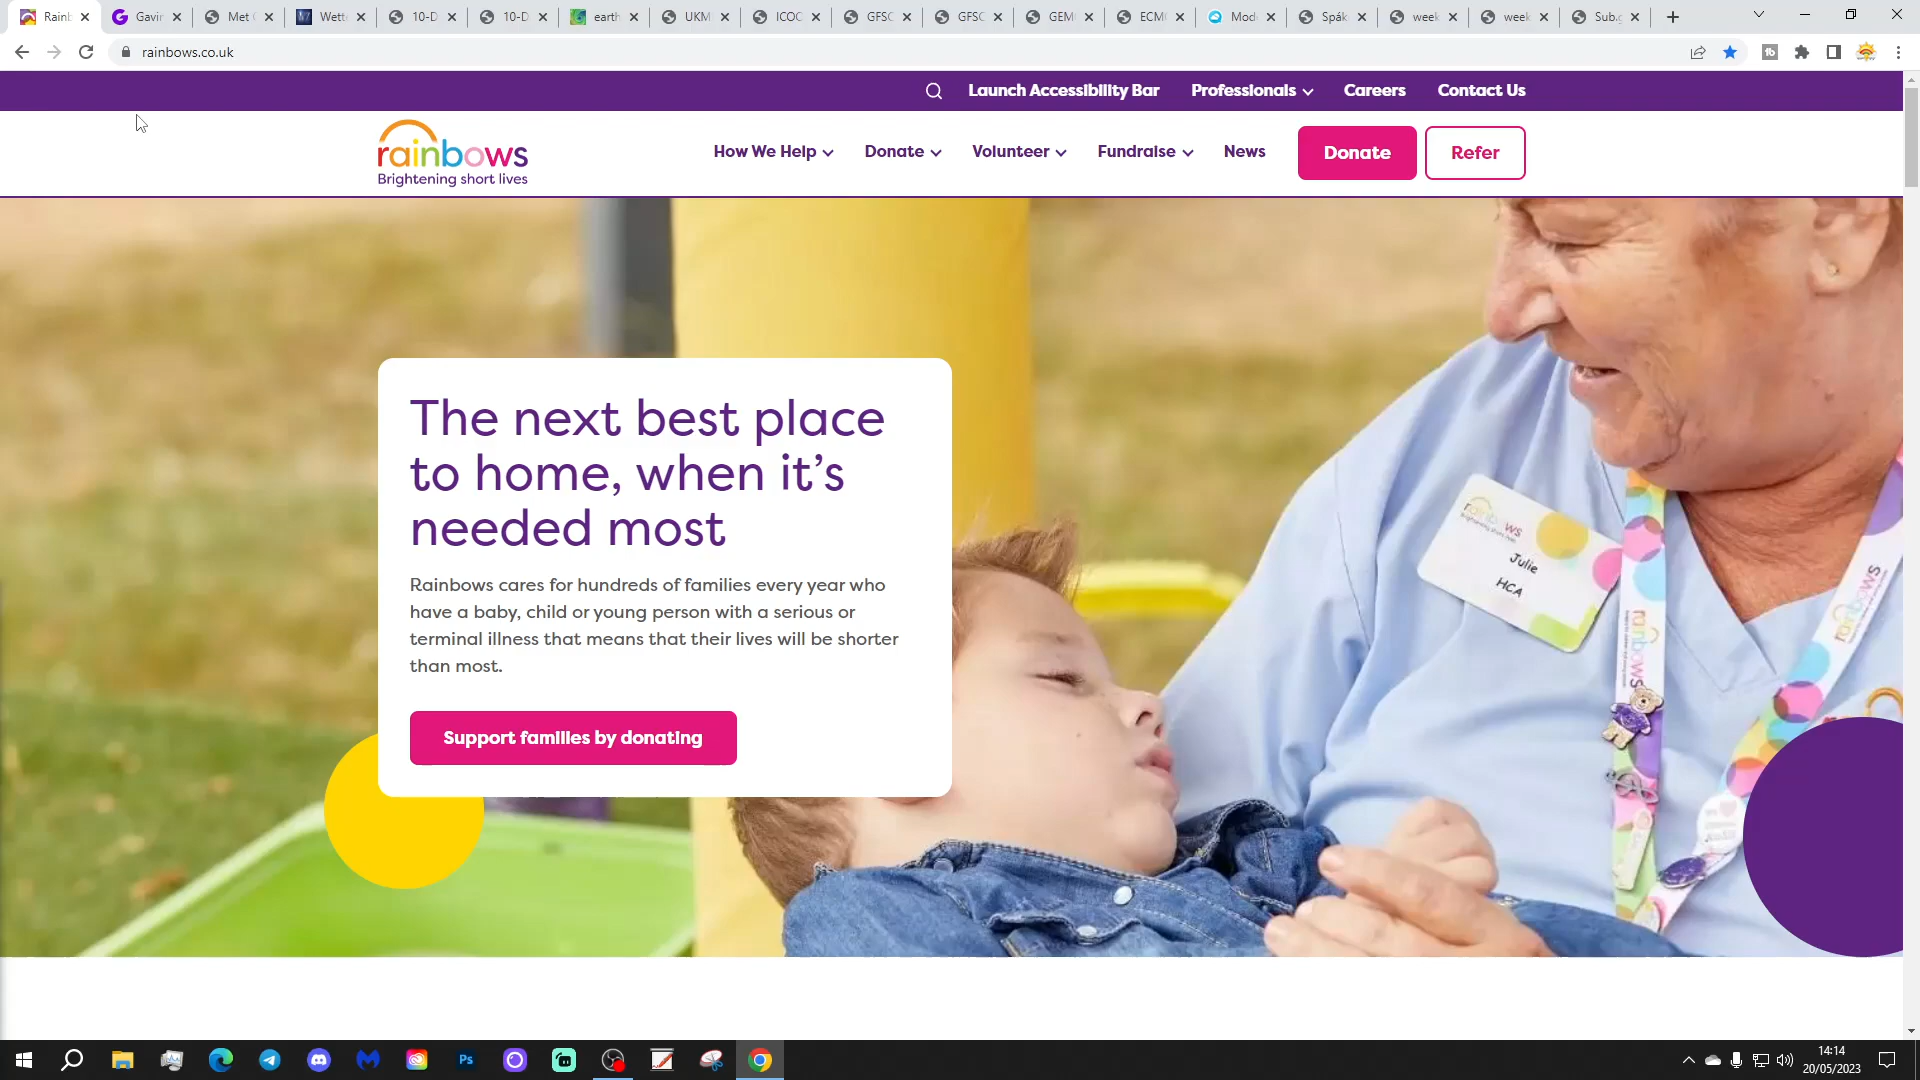 Rainb
Gavir
Met
Wett
10-D
10-D
earth
UKM
ICOC
GFSC
GFSC
GEM
ECM
Mod
Spák
week
week
Sub.g
rainbows.co.uk
Launch Accessibility Bar
Professionals
Careers
Contact Us
rainbows
Brightening short lives
How We Help
Donate
Volunteer
Fundraise
News
Donate
Refer
The next best place
to home, when it's
needed most
Rainbows cares for hundreds of families every year who
have a baby, child or young person with a serious or
terminal illness that means that their lives will be shorter
than most.
Support families by donating
rainbows
Julie
HCA
rainbows
Ps
14:14
20/05/2023